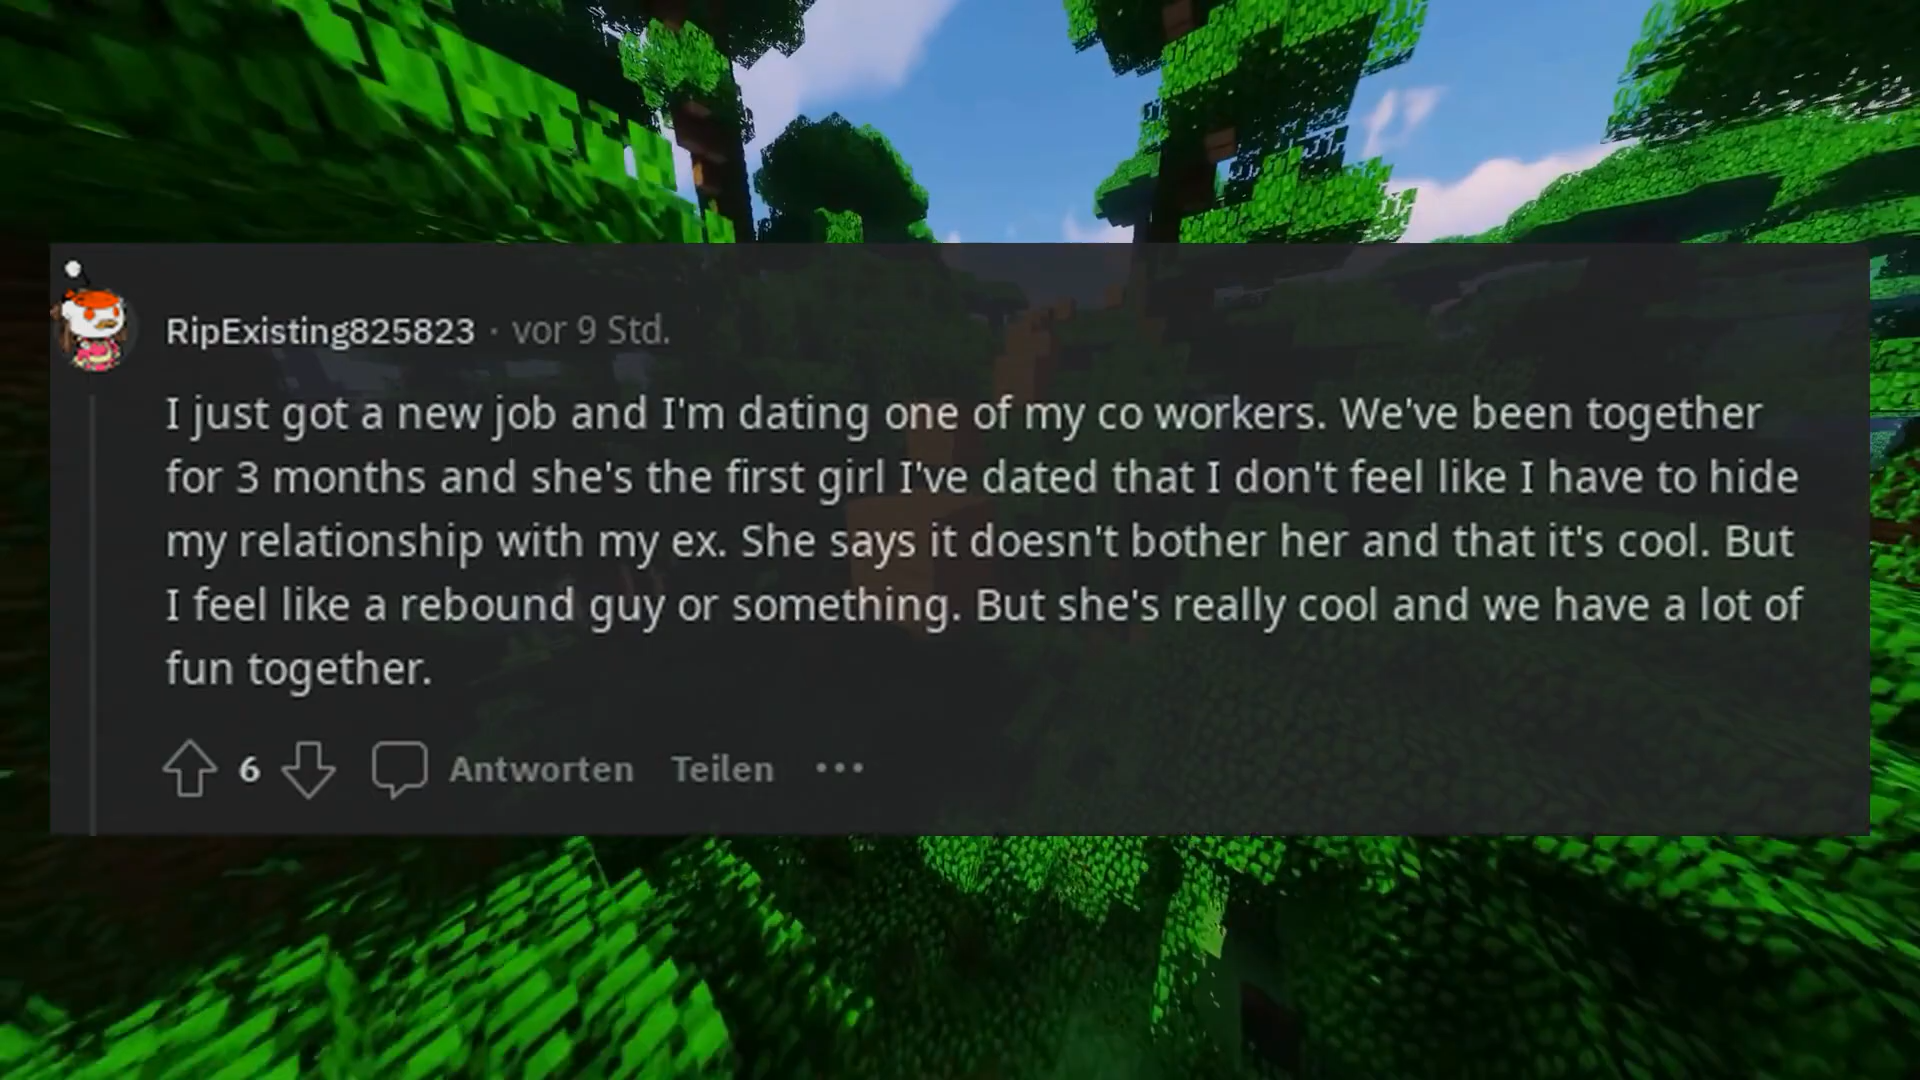 RipExisting825823 · vor 9 Std.
I just got a new job and I'm dating one of my co workers. We've been together
for 3 months and she's the first girl I've dated that I don't feel like I have to hide
my relationship with my ex. She says it doesn't bother her and that it's cool. But
I feel like a rebound guy or something. But she's really cool and we have a lot of
fun together.
6 Antworten Teilen •••